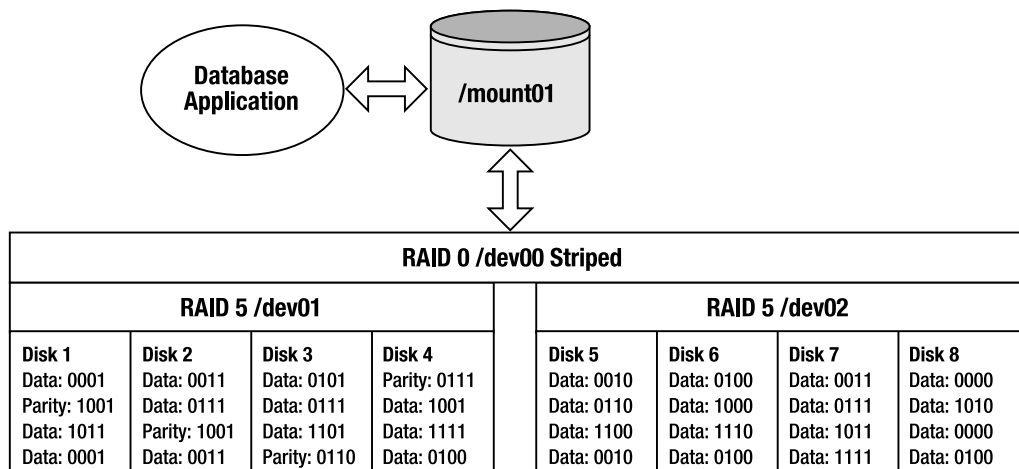 Database
Application
/mount01
RAID 0 /dev00 Striped
RAID 5 /dev01
RAID 5 /dev02
Disk 1
Data: 0001
Parity: 1001
Data: 1011
Data: 0001
Disk 2
Data: 0011
Data: 0111
Parity: 1001
Data: 0011
Disk 3
Data: 0101
Data: 0111
Data: 1101
Parity: 0110
Disk 4
Parity: 0111
Data: 1001
Data: 1111
Data: 0100
Disk 5
Data: 0010
Data: 0110
Data: 1100
Data: 0010
Disk 6
Data: 0100
Data: 1000
Data: 1110
Data: 0100
Disk 7
Data: 0011
Data: 0111
Data: 1011
Data: 1111
Disk 8
Data: 0000
Data: 1010
Data: 0000
Data: 0100